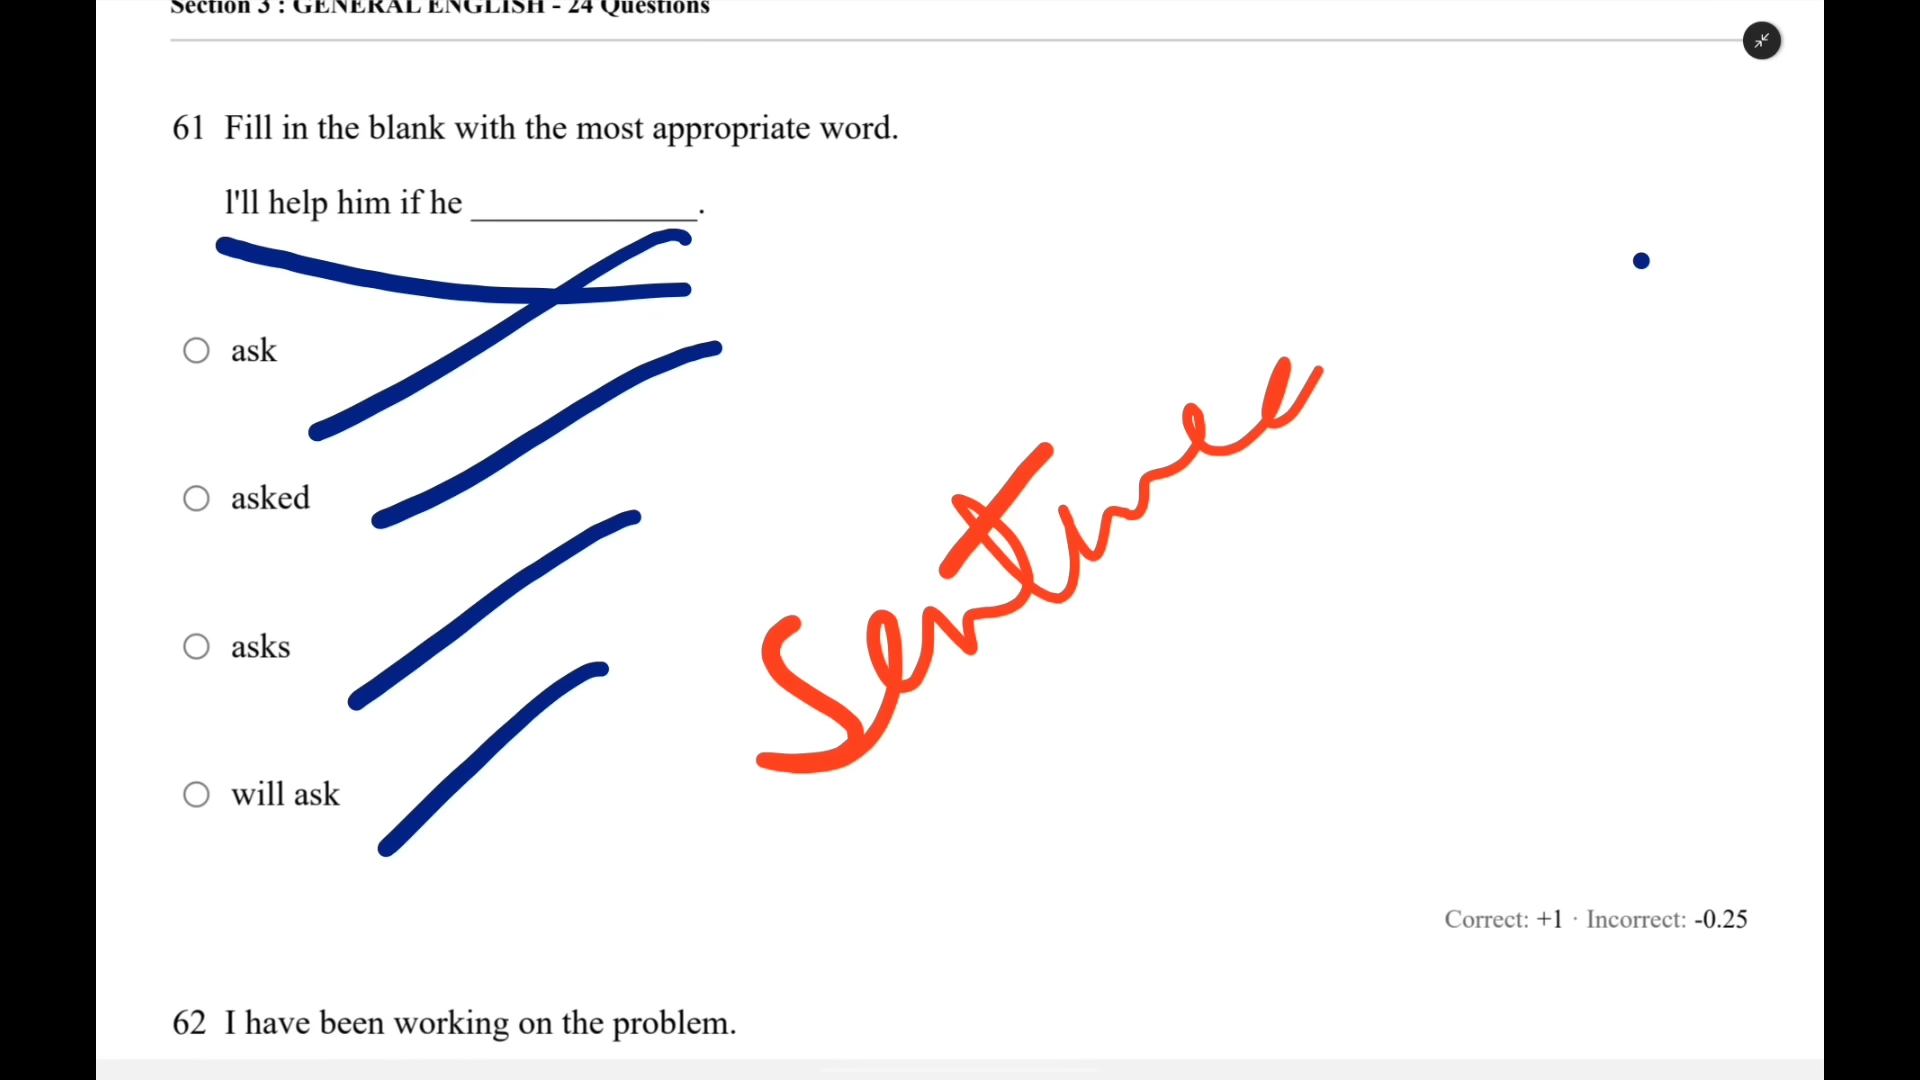 Section 3 : GENERAL ENGLISH - 24 Questions
61 Fill in the blank with the most appropriate word.
l'll help him if he ____________.
ask
asked
asks
will ask
Correct: +1 · Incorrect: -0.25
62 I have been working on the problem.